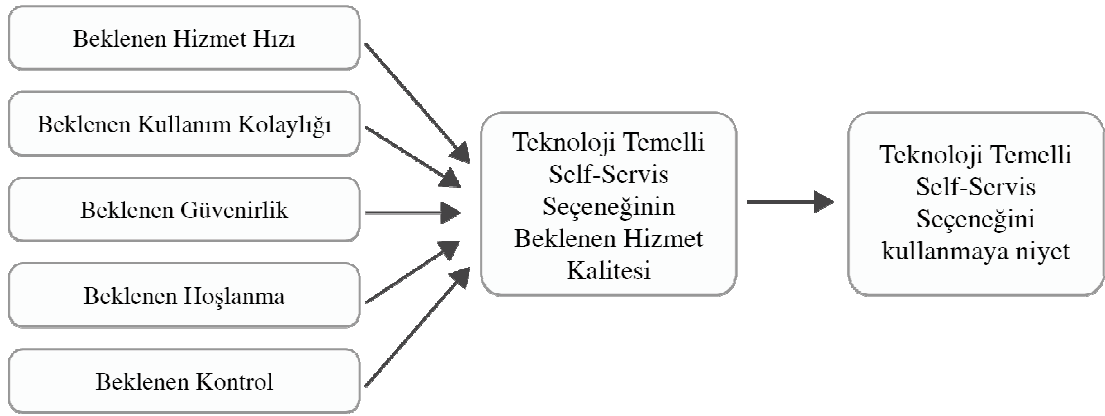 Beklenen Hizmet Hızı
Beklenen Kullanım Kolaylığı
Beklenen Güvenirlik
Beklenen Hoşlanma
Beklenen Kontrol
Teknoloji Temelli
Self-Servis
Seçeneğinin
Beklenen Hizmet
Kalitesi
Teknoloji Temelli
Self-Servis
Seçeneğini
kullanmaya niyet